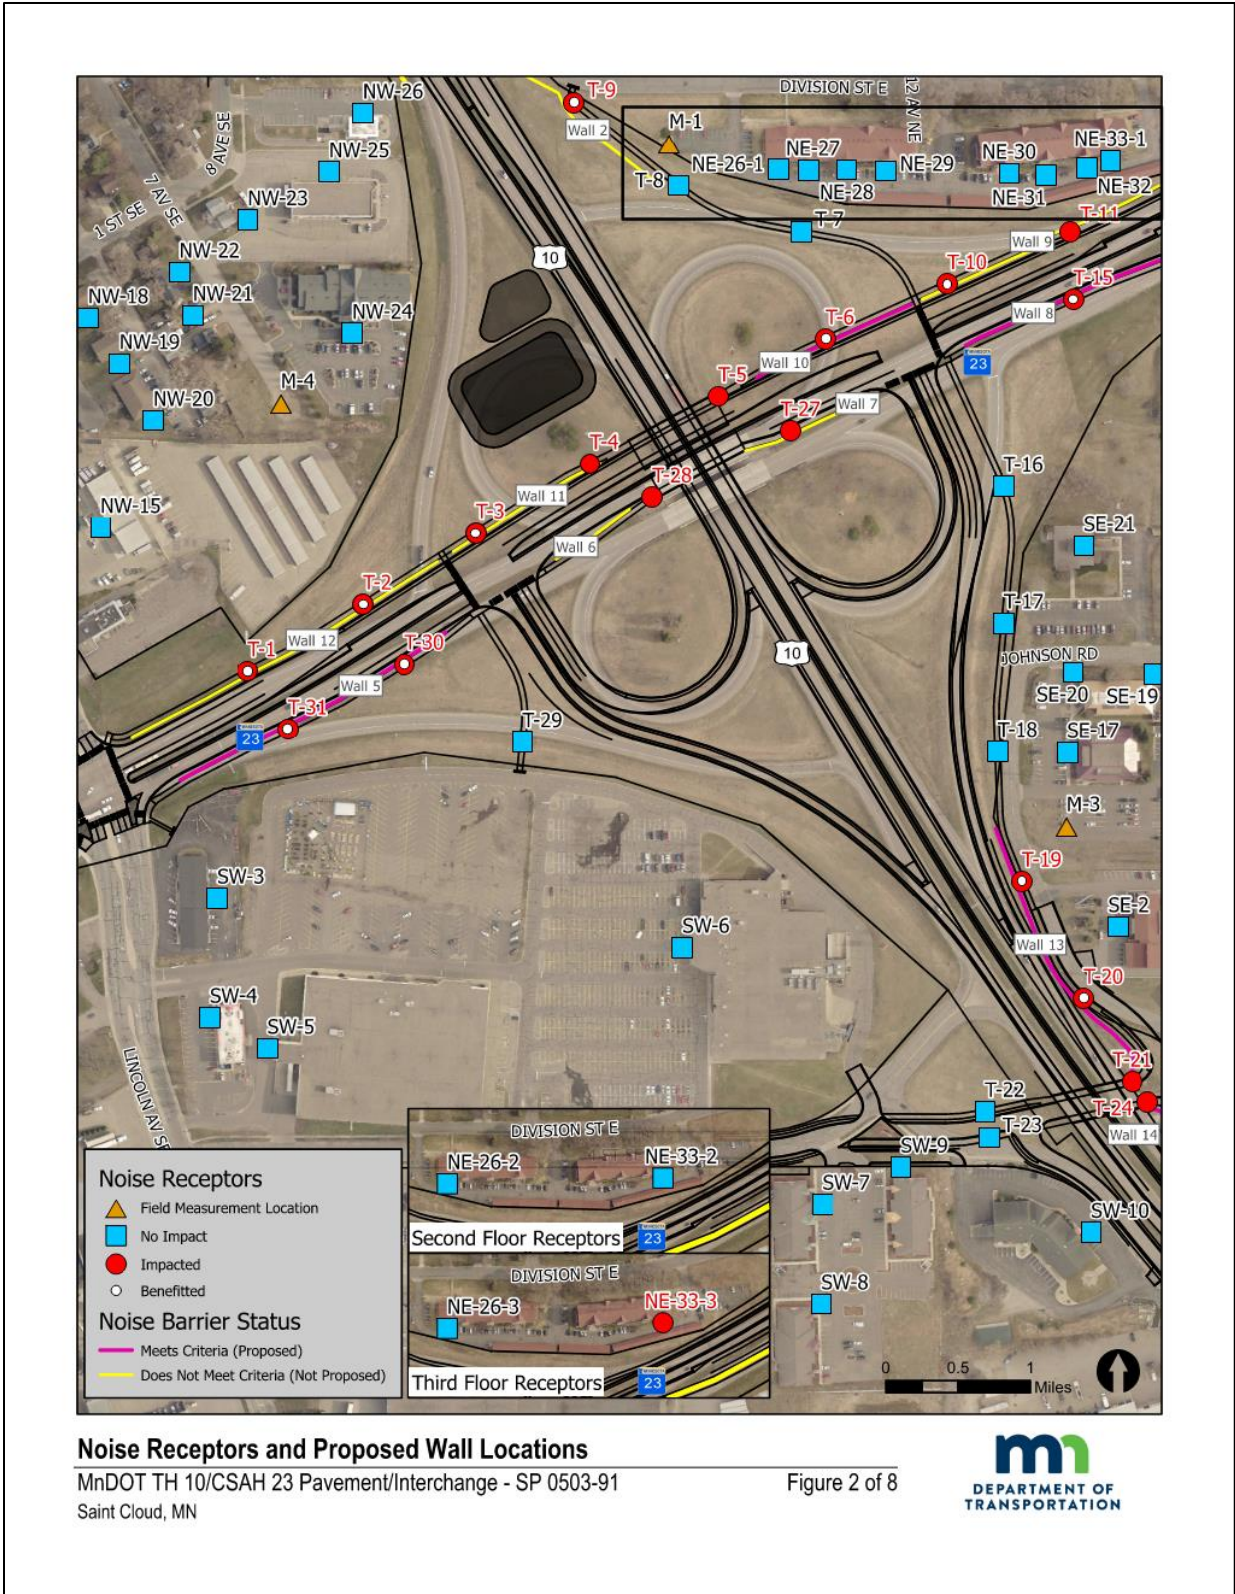 NW-26
T-9
DIVISION ST E
12 AV NE
Wall 2
M-1
8 AVE SE
NW-25
NE-26-1
NE-27
NE-28
NE-29
NE-30
NE-31
NE-33-1
NE-32
T-8
7 AV SE
NW-23
1 ST SE
T-7
T-11
Wall 9
10
NW-22
T-10
T-15
NW-18
NW-21
NW-24
Wall 8
T-6
NW-19
Wall 10
MINNESOTA
23
M-4
T-5
T-27
Wall 7
NW-20
T-4
T-28
T-16
Wall 11
NW-15
T-3
SE-21
Wall 6
T-2
T-17
Wall 12
T-1
T-30
10
JOHNSON RD
Wall 5
SE-20
SE-19
T-31
MINNESOTA
23
T-29
T-18
SE-17
M-3
T-19
SW-3
SE-2
SW-6
Wall 13
T-20
SW-4
SW-5
LINCOLN AV SE
T-21
T-22
T-24
T-23
Wall 14
SW-9
SW-7
SW-10
SW-8
DIVISION ST E
NE-26-2
NE-33-2
Second Floor Receptors
MINNESOTA
23
DIVISION ST E
NE-26-3
NE-33-3
Third Floor Receptors
MINNESOTA
23
Noise Receptors
Field Measurement Location
No Impact
Impacted
Benefitted
Noise Barrier Status
Meets Criteria (Proposed)
Does Not Meet Criteria (Not Proposed)
0 0.5 1
Miles
Noise Receptors and Proposed Wall Locations
MnDOT TH 10/CSAH 23 Pavement/Interchange - SP 0503-91
Figure 2 of 8
Saint Cloud, MN
mn
DEPARTMENT OF
TRANSPORTATION